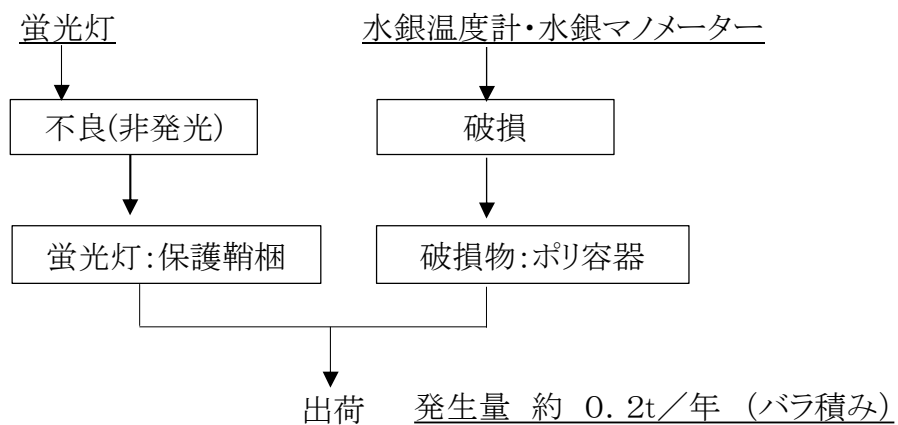 蛍光灯
水銀温度計・水銀マノメーター
不良(非発光)
破損
蛍光灯:保護鞘梱
破損物:ポリ容器
出荷
発生量 約 0.2t／年 (バラ積み)